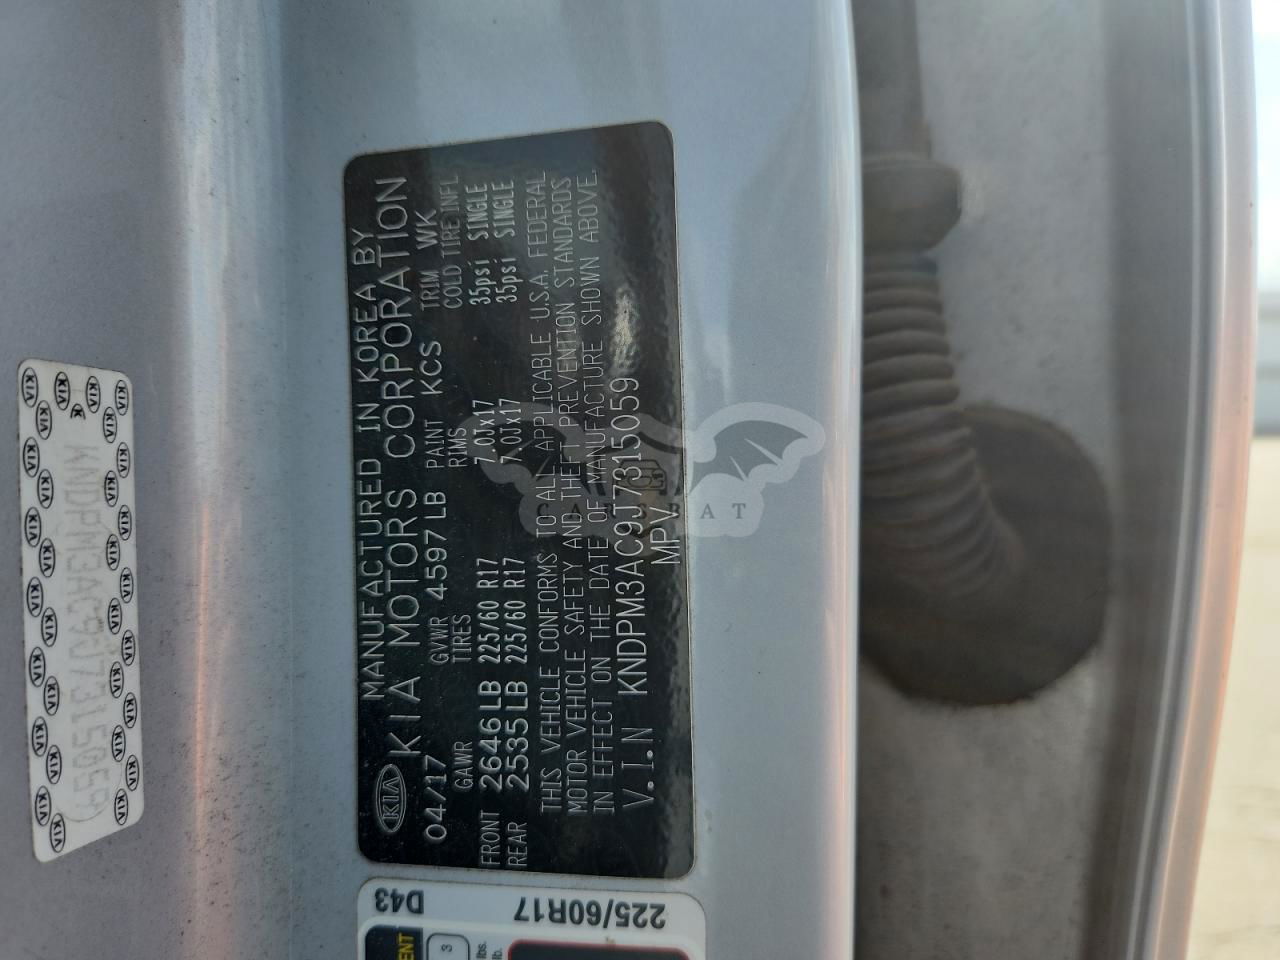 KIA
MANUFACTURED IN KOREA BY
KIA MOTORS CORPORATION
04/17 GVWR 4597LB PAINT KCS TRIM WK
GAWR TIRES RIMS COLD TIRE INFL
FRONT 2646LB 225/60 R17 7.0Jx17 35psi SINGLE
REAR 2535LB 225/60 R17 7.0Jx17 35psi SINGLE
THIS VEHICLE CONFORMS TO ALL APPLICABLE U.S.A. FEDERAL
MOTOR VEHICLE SAFETY AND THEFT PREVENTION STANDARDS
IN EFFECT ON THE DATE OF MANUFACTURE SHOWN ABOVE.
V.I.N KNDPM3AC9J7315059
MPV
KNDPM3AC9J7315059
225/60R17
D43
CARSBAT